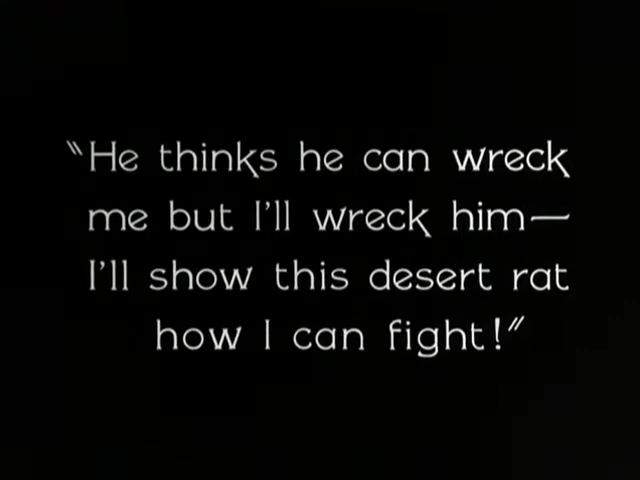 "He thinks he can wreck
me but I'll wreck him—
I'll show this desert rat
how I can fight!"